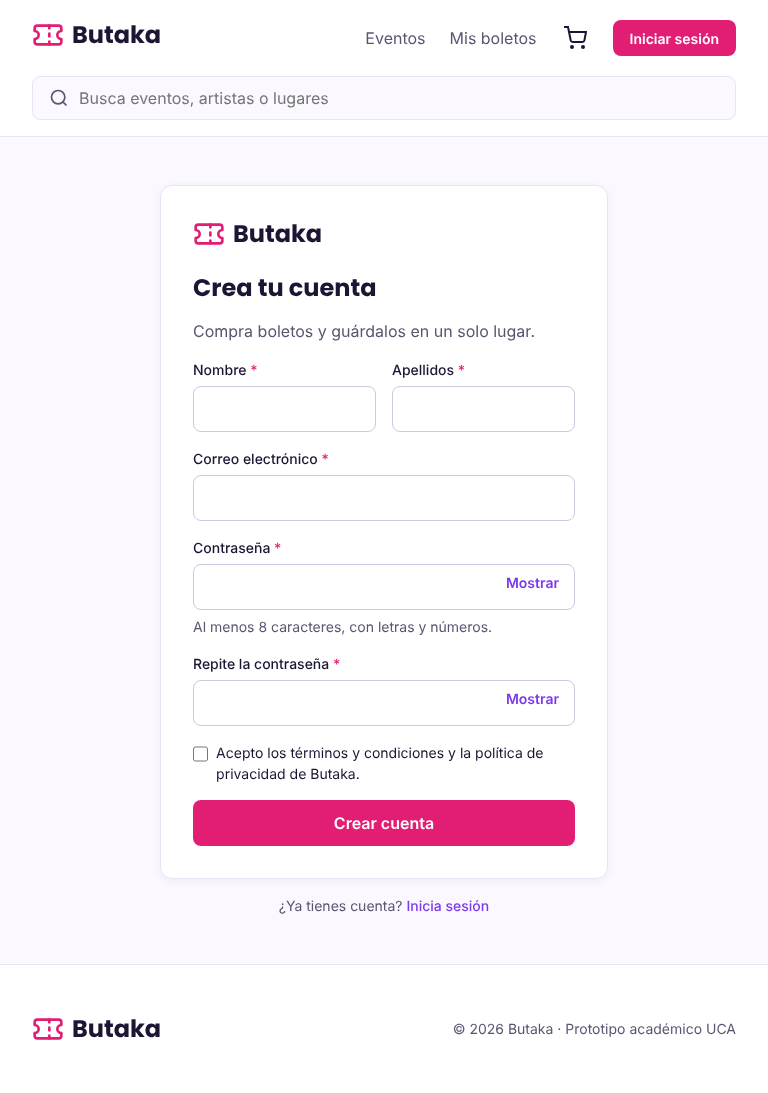 Butaka
Eventos
Mis boletos
Iniciar sesión
Busca eventos, artistas o lugares
Butaka
Crea tu cuenta
Compra boletos y guárdalos en un solo lugar.
Nombre *
Apellidos *
Correo electrónico *
Contraseña *
Mostrar
Al menos 8 caracteres, con letras y números.
Repite la contraseña *
Mostrar
Acepto los términos y condiciones y la política de
privacidad de Butaka.
Crear cuenta
¿Ya tienes cuenta? Inicia sesión
Butaka
© 2026 Butaka · Prototipo académico UCA